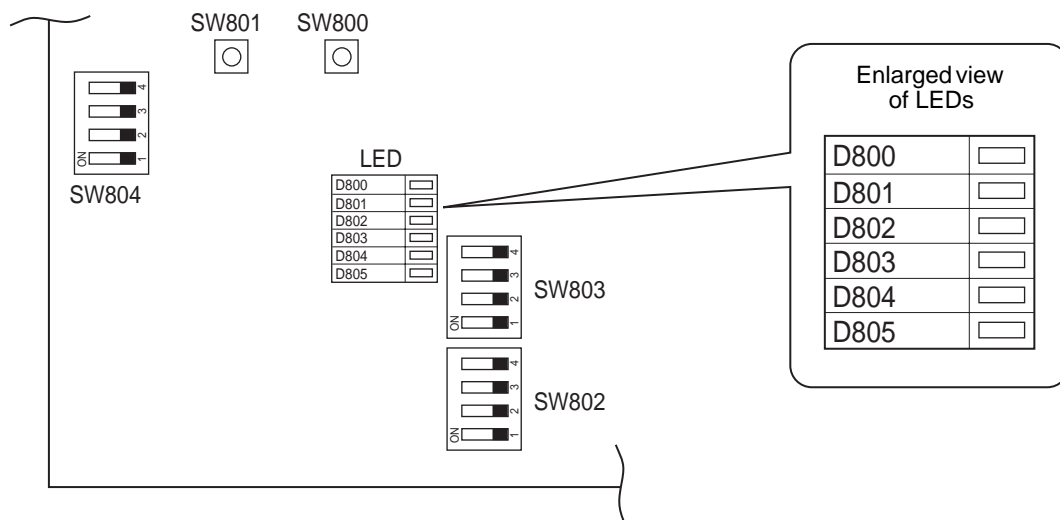 SW801 SW800
4
3
2
ON 1
SW804
LED
D800
D801
D802
D803
D804
D805
4
3
2
ON 1
SW803
4
3
2
ON 1
SW802
Enlarged view
of LEDs
D800
D801
D802
D803
D804
D805